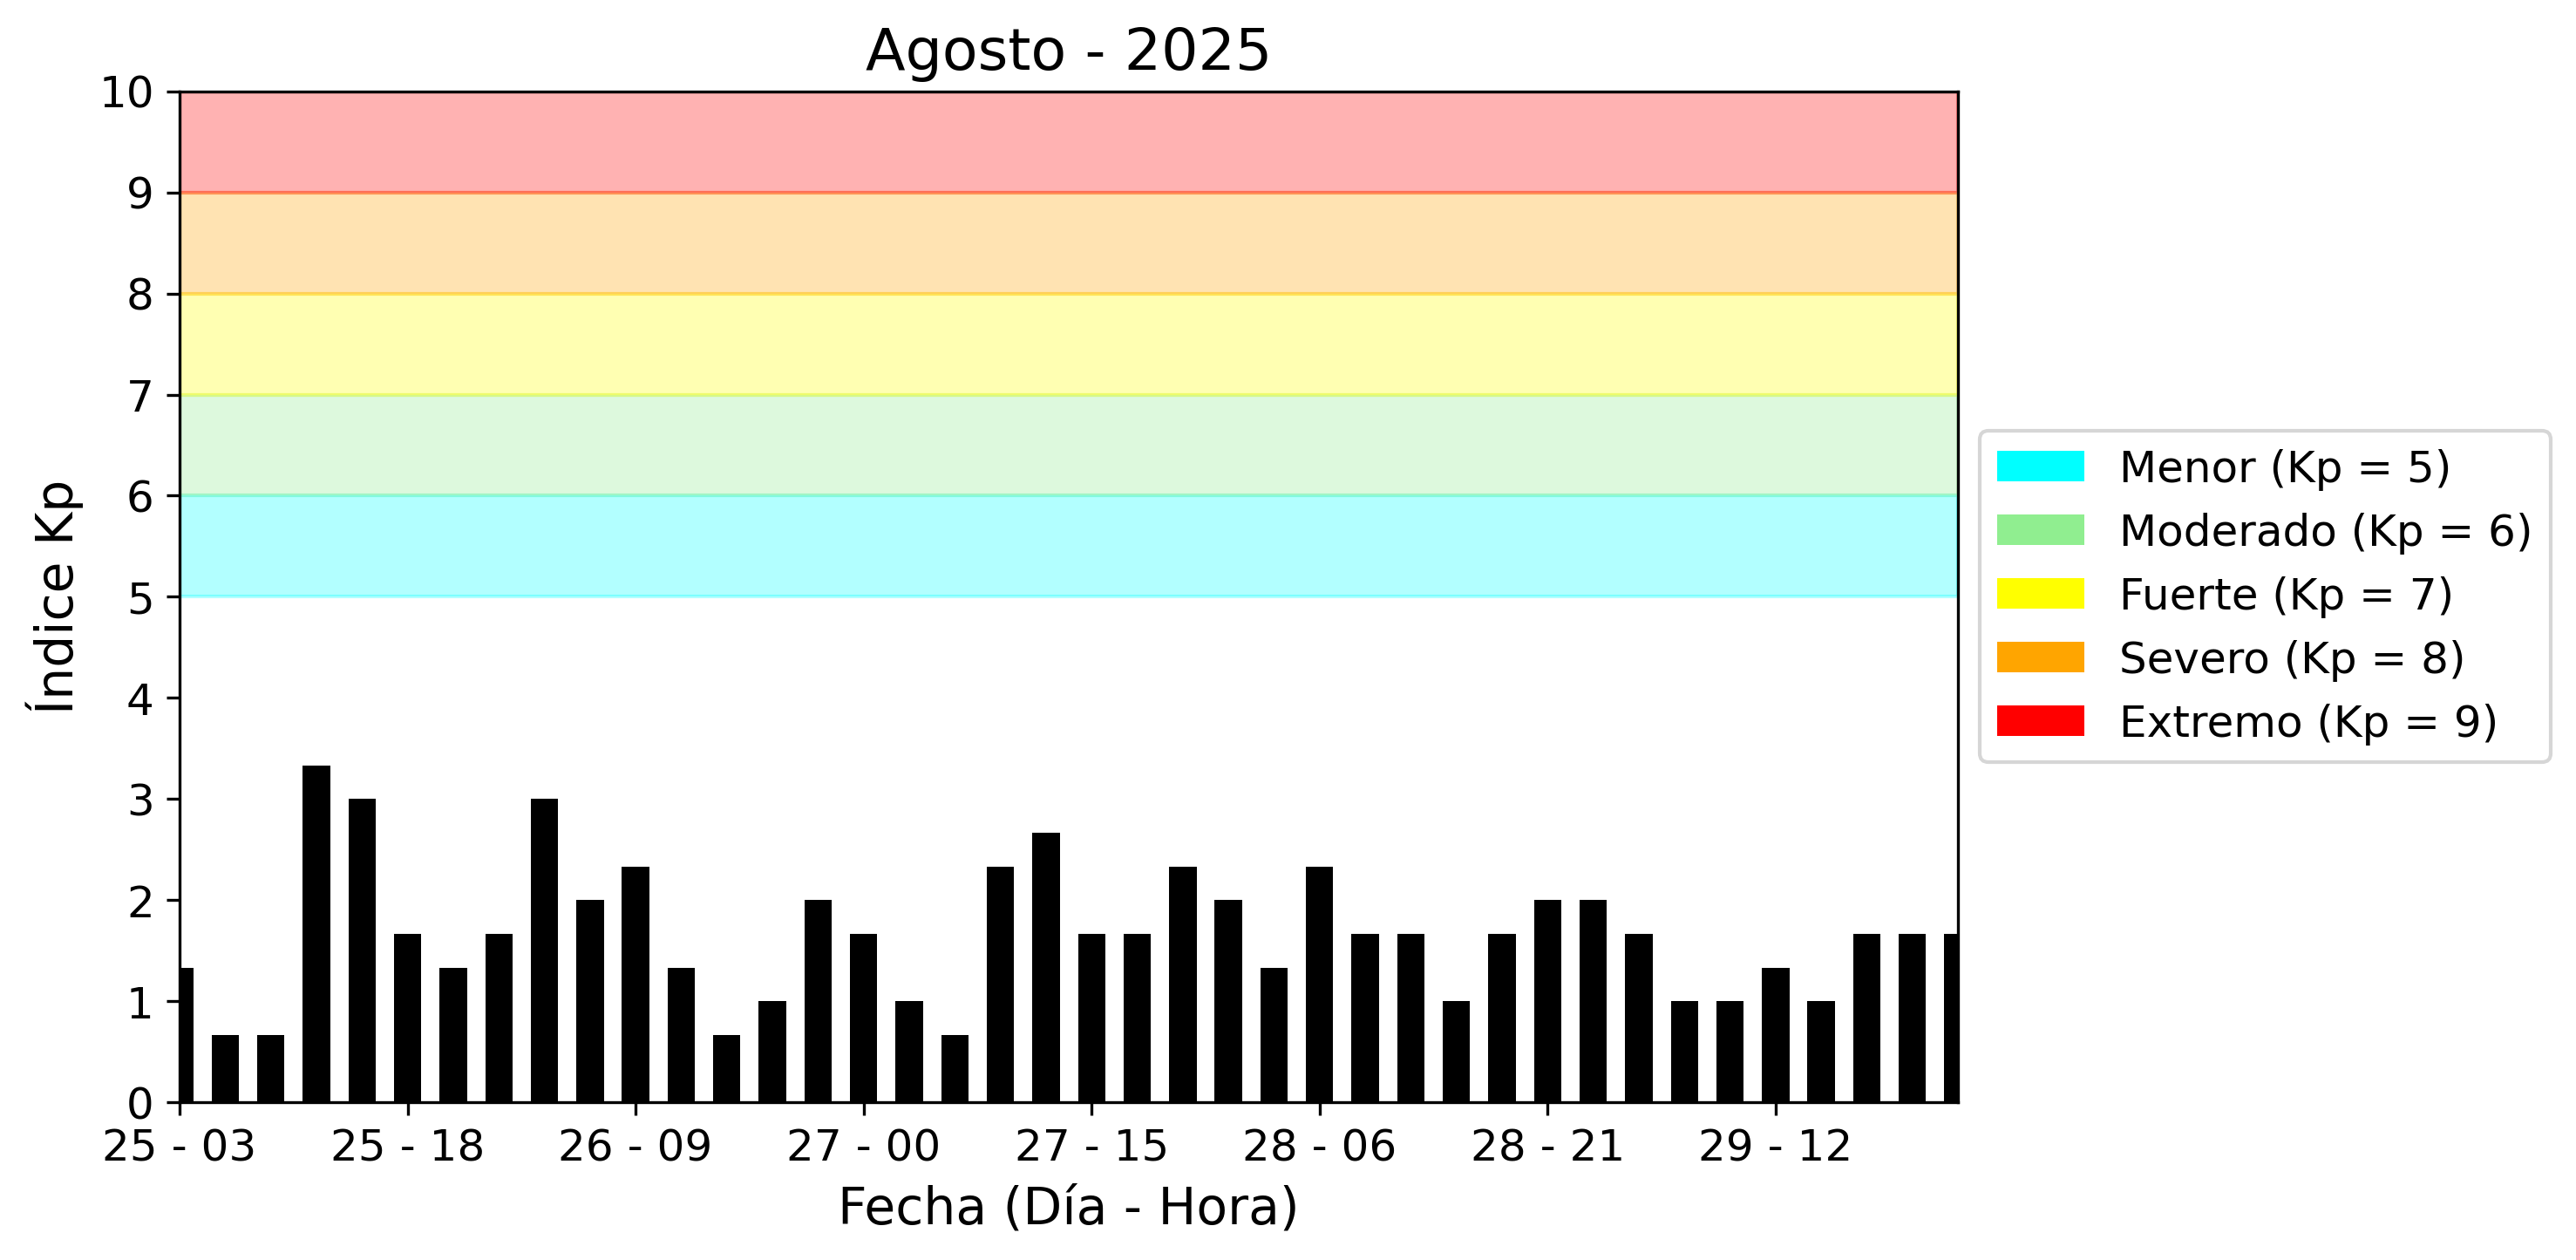 Agosto - 2025
10
9
8
7
6
5
4
3
2
1
0
Índice Kp
25 - 03
25 - 18
26 - 09
27 - 00
27 - 15
28 - 06
28 - 21
29 - 12
Fecha (Día - Hora)
Menor (Kp = 5)
Moderado (Kp = 6)
Fuerte (Kp = 7)
Severo (Kp = 8)
Extremo (Kp = 9)